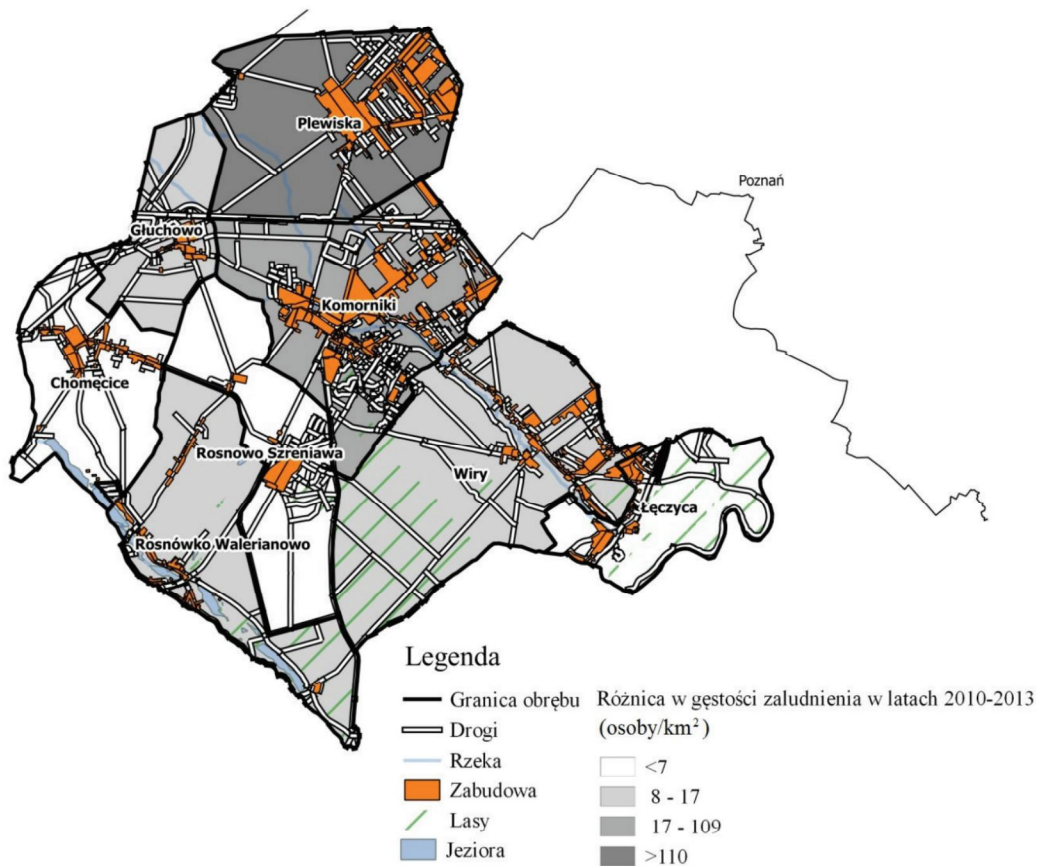 Plewiska
Poznań
Głuchowo
Komorniki
Chomęcice
Rosnowo Szreniawa
Wiry
Łęczyca
Rosnówko Walerianowo
Legenda
Granica obrębu
Drogi
Rzeka
Zabudowa
Lasy
Jeziora
Różnica w gęstości zaludnienia w latach 2010-2013
(osoby/km²)
<7
8 - 17
17 - 109
>110